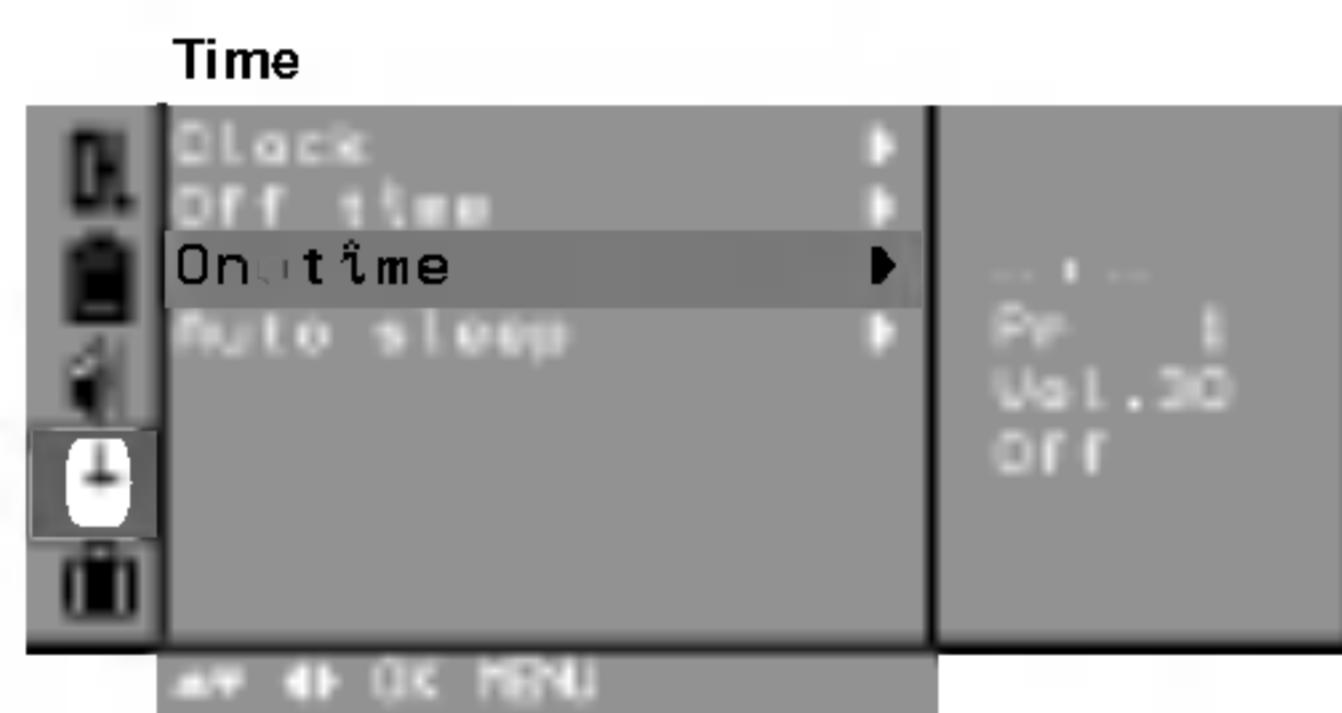 Time
Clock
Off time
On time
Auto sleep
-- : --
Pr 1
Vol.30
Off
OK MENU